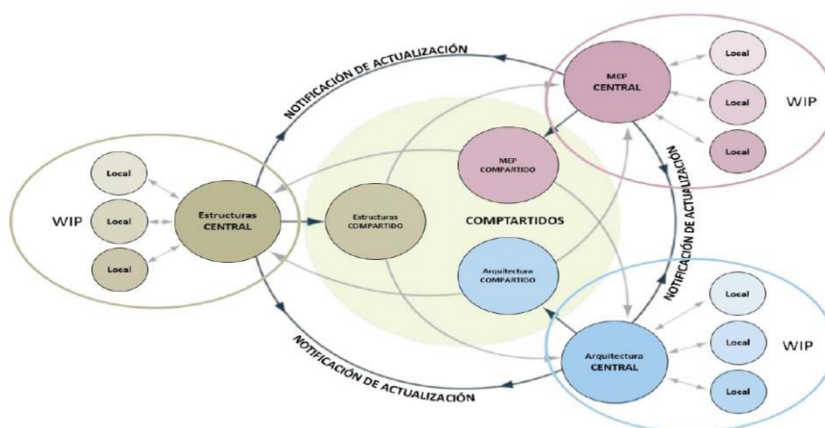 NOTIFICACIÓN DE ACTUALIZACIÓN
MEP
CENTRAL
Local
Local
Local
WIP
MEP
COMPARTIDO
NOTIFICACIÓN DE ACTUALIZACIÓN
WIP
Local
Local
Local
Estructuras
CENTRAL
Estructuras
COMPARTIDO
COMPTARTIDOS
Arquitectura
COMPARTIDO
Arquitectura
CENTRAL
Local
Local
Local
WIP
NOTIFICACIÓN DE ACTUALIZACIÓN